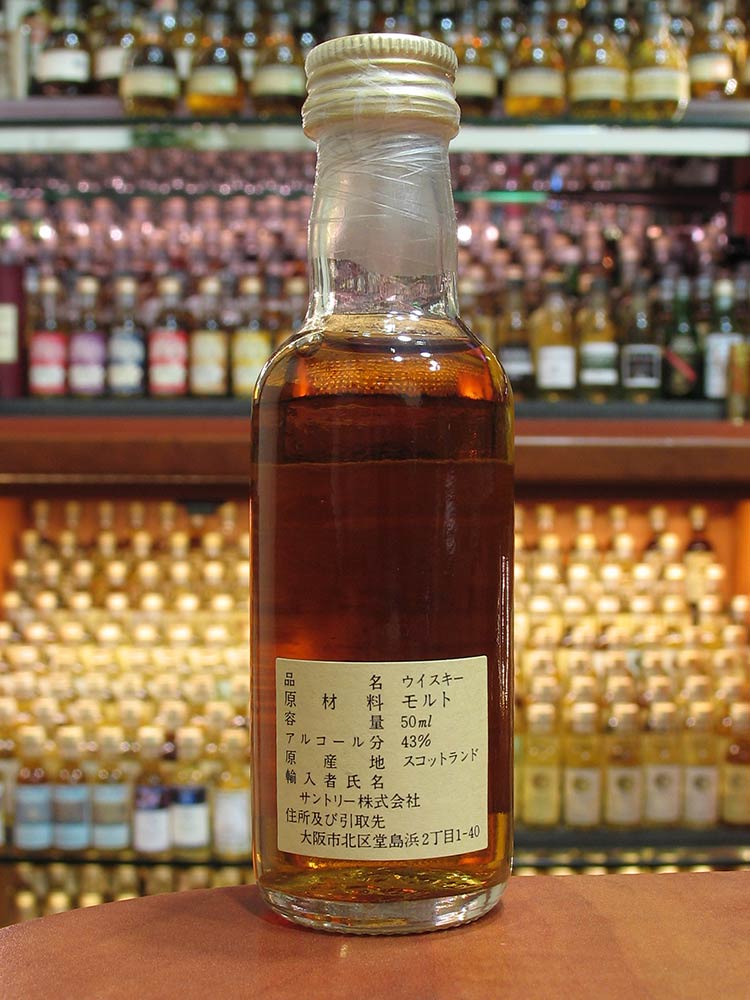 品名 ウイスキー
原材料 モルト
容量 50ml
アルコール分 43%
原産地 スコットランド
輸入者氏名
サントリー株式会社
住所及び引取先
大阪市北区堂島浜2丁目1-40